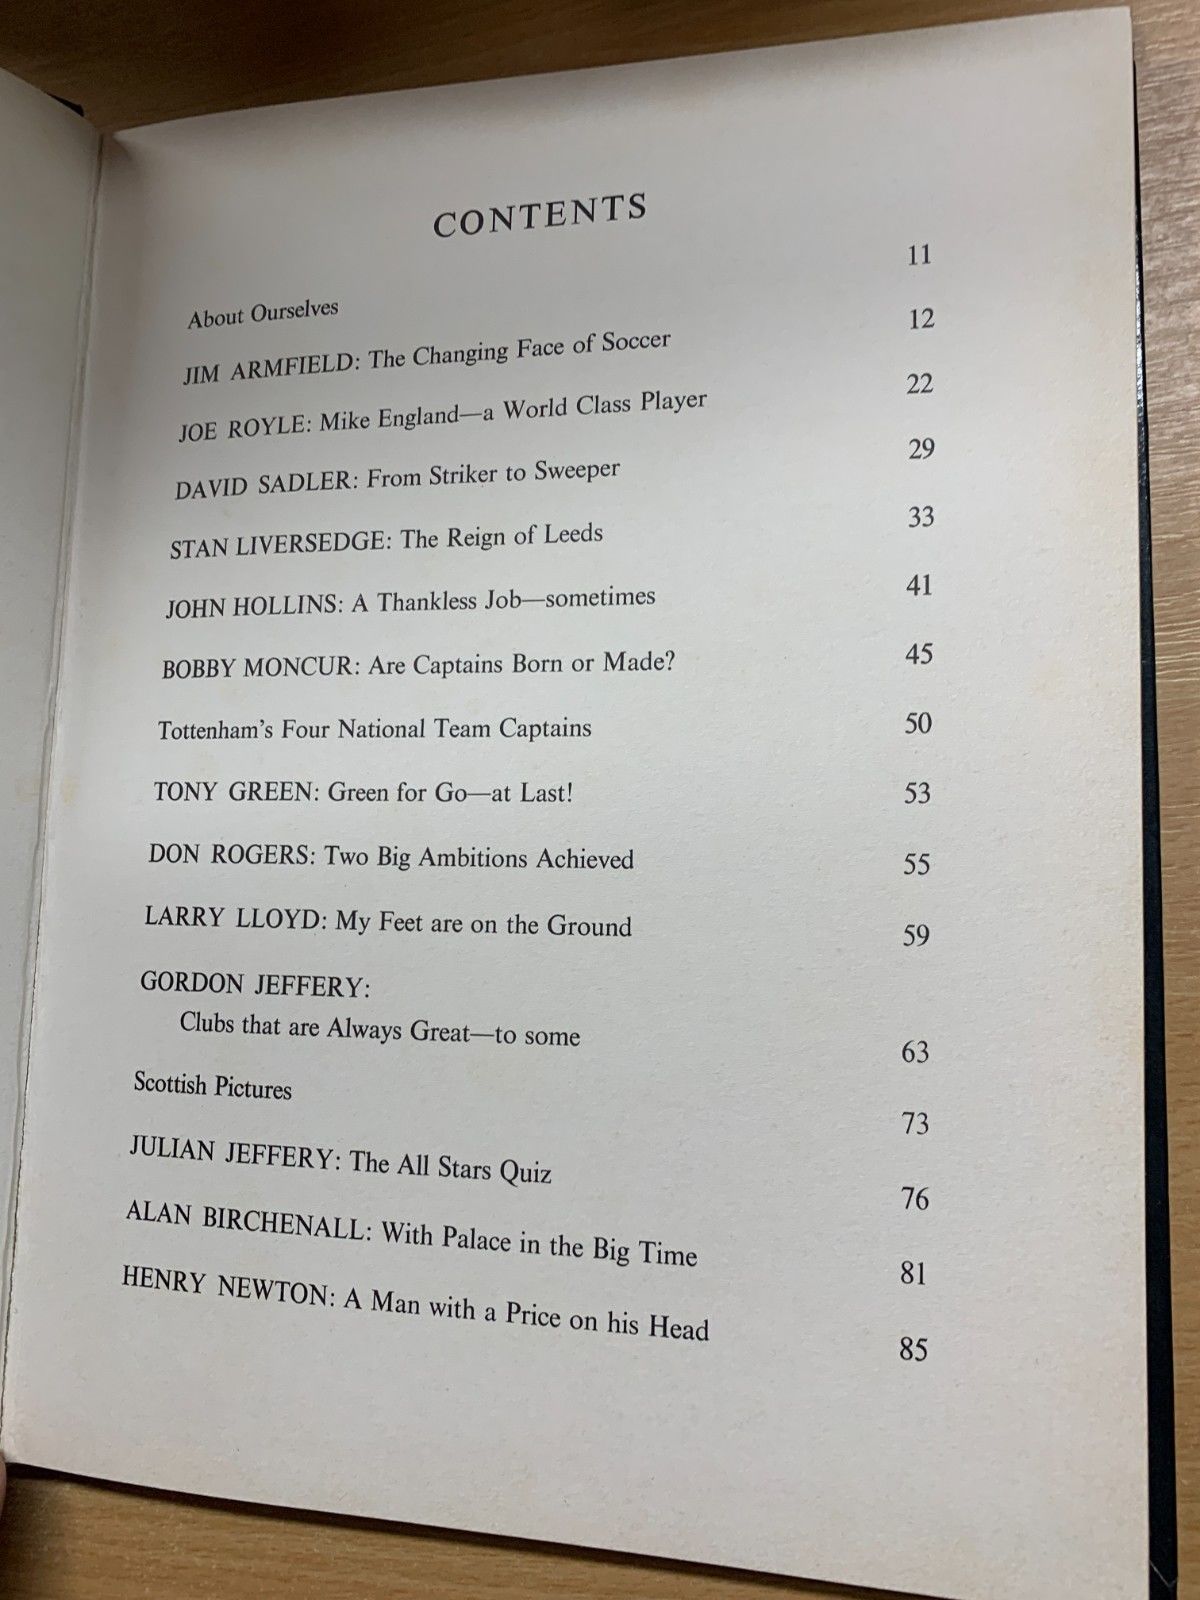 CONTENTS
About Ourselves 11
JIM ARMFIELD: The Changing Face of Soccer 12
JOE ROYLE: Mike England—a World Class Player 22
DAVID SADLER: From Striker to Sweeper 29
STAN LIVERSEDGE: The Reign of Leeds 33
JOHN HOLLINS: A Thankless Job—sometimes 41
BOBBY MONCUR: Are Captains Born or Made? 45
Tottenham's Four National Team Captains 50
TONY GREEN: Green for Go—at Last! 53
DON ROGERS: Two Big Ambitions Achieved 55
LARRY LLOYD: My Feet are on the Ground 59
GORDON JEFFERY:
Clubs that are Always Great—to some 63
Scottish Pictures 73
JULIAN JEFFERY: The All Stars Quiz 76
ALAN BIRCHENALL: With Palace in the Big Time 81
HENRY NEWTON: A Man with a Price on his Head 85